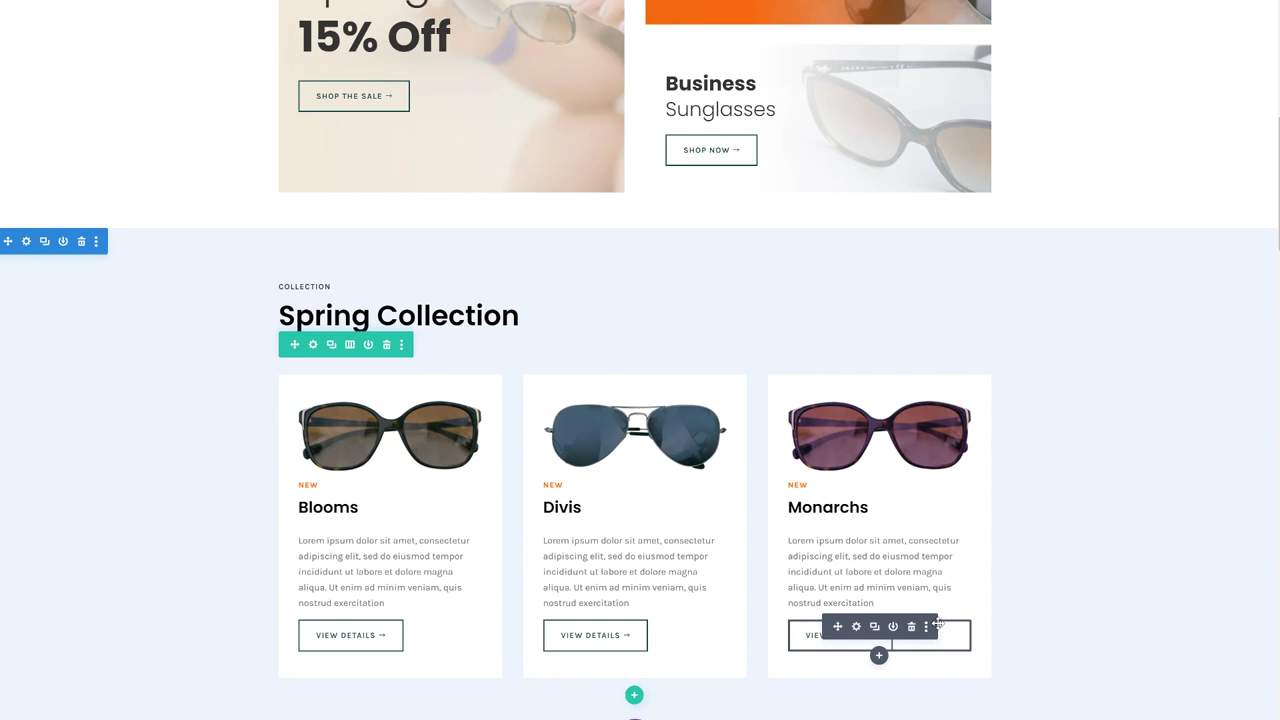 15% Off
SHOP THE SALE →
Business
Sunglasses
SHOP NOW →
COLLECTION
Spring Collection
NEW
Blooms
Lorem ipsum dolor sit amet, consectetur
adipiscing elit, sed do eiusmod tempor
incididunt ut labore et dolore magna
aliqua. Ut enim ad minim veniam, quis
nostrud exercitation
VIEW DETAILS →
NEW
Divis
Lorem ipsum dolor sit amet, consectetur
adipiscing elit, sed do eiusmod tempor
incididunt ut labore et dolore magna
aliqua. Ut enim ad minim veniam, quis
nostrud exercitation
VIEW DETAILS →
NEW
Monarchs
Lorem ipsum dolor sit amet, consectetur
adipiscing elit, sed do eiusmod tempor
incididunt ut labore et dolore magna
aliqua. Ut enim ad minim veniam, quis
nostrud exercitation